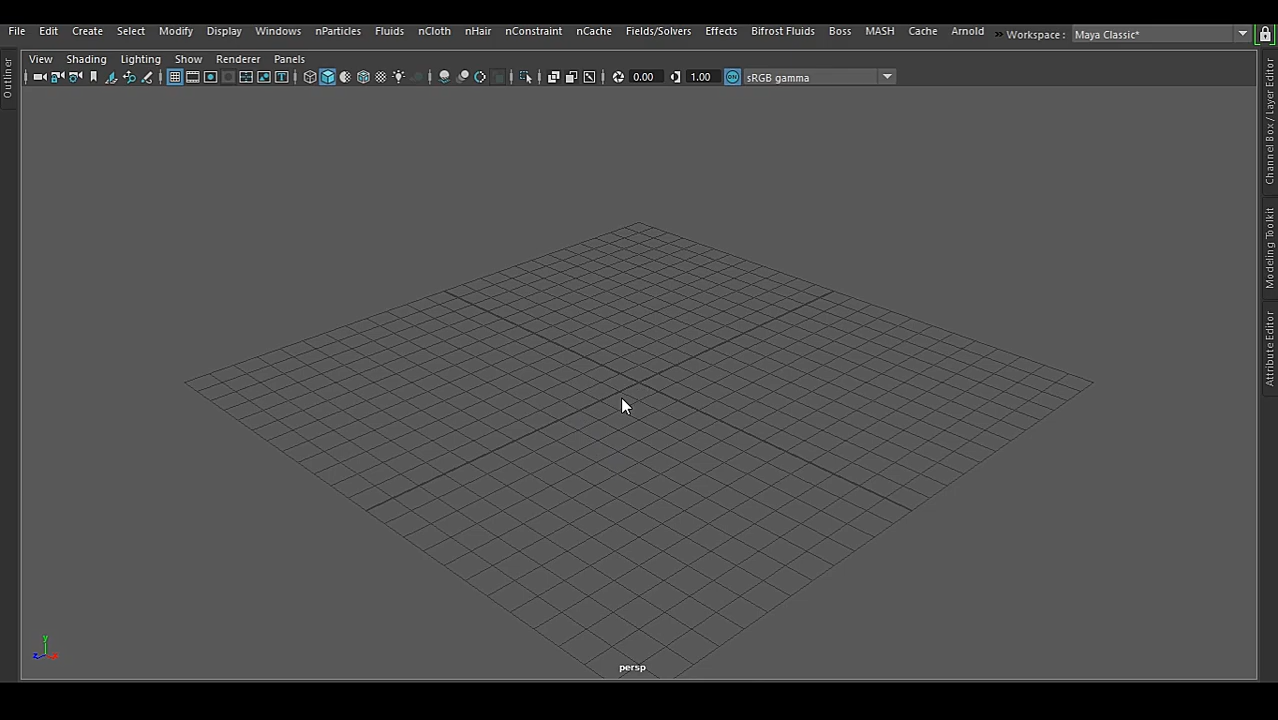 File Edit Create Select Modify Display Windows nParticles Fluids nCloth nHair nConstraint nCache Fields/Solvers Effects Bifrost Fluids Boss MASH Cache Arnold » Workspace : Maya Classic*
View Shading Lighting Show Renderer Panels
0.00 1.00 ON sRGB gamma
Outliner
Channel Box / Layer Editor
Modeling Toolkit
Attribute Editor
y
z x
persp